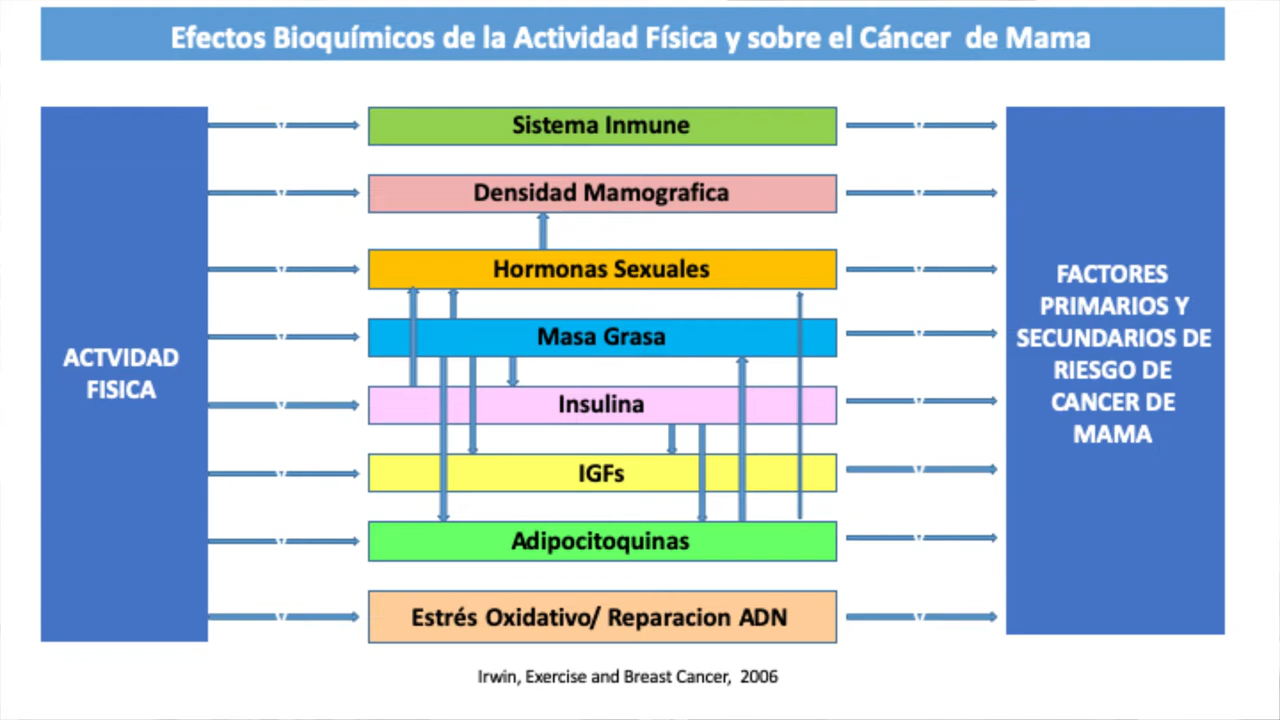 Efectos Bioquímicos de la Actividad Física y sobre el Cáncer de Mama
ACTVIDAD
FISICA
Sistema Inmune
Densidad Mamografica
Hormonas Sexuales
Masa Grasa
Insulina
IGFs
Adipocitoquinas
Estrés Oxidativo/ Reparacion ADN
FACTORES
PRIMARIOS Y
SECUNDARIOS DE
RIESGO DE
CANCER DE
MAMA
Irwin, Exercise and Breast Cancer, 2006